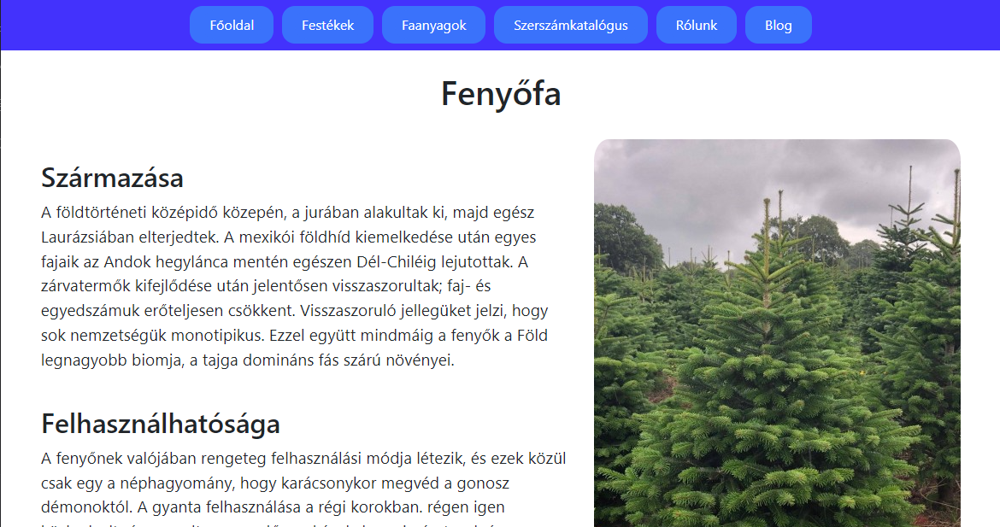 Főoldal Festékek Faanyagok Szerszámkatalógus Rólunk Blog
Fenyőfa
Származása
A földtörténeti középidő közepén, a jurában alakultak ki, majd egész
Laurázsiában elterjedtek. A mexikói földhíd kiemelkedése után egyes
fajaik az Andok hegylánca mentén egészen Dél-Chiléig lejutottak. A
zárvatermők kifejlődése után jelentősen visszaszorultak; faj- és
egyedszámuk erőteljesen csökkent. Visszaszoruló jellegüket jelzi, hogy
sok nemzetségük monotipikus. Ezzel együtt mindmáig a fenyők a Föld
legnagyobb biomja, a tajga domináns fás szárú növényei.
Felhasználhatósága
A fenyőnek valójában rengeteg felhasználási módja létezik, és ezek közül
csak egy a néphagyomány, hogy karácsonykor megvéd a gonosz
démonoktól. A gyanta felhasználása a régi korokban. régen igen